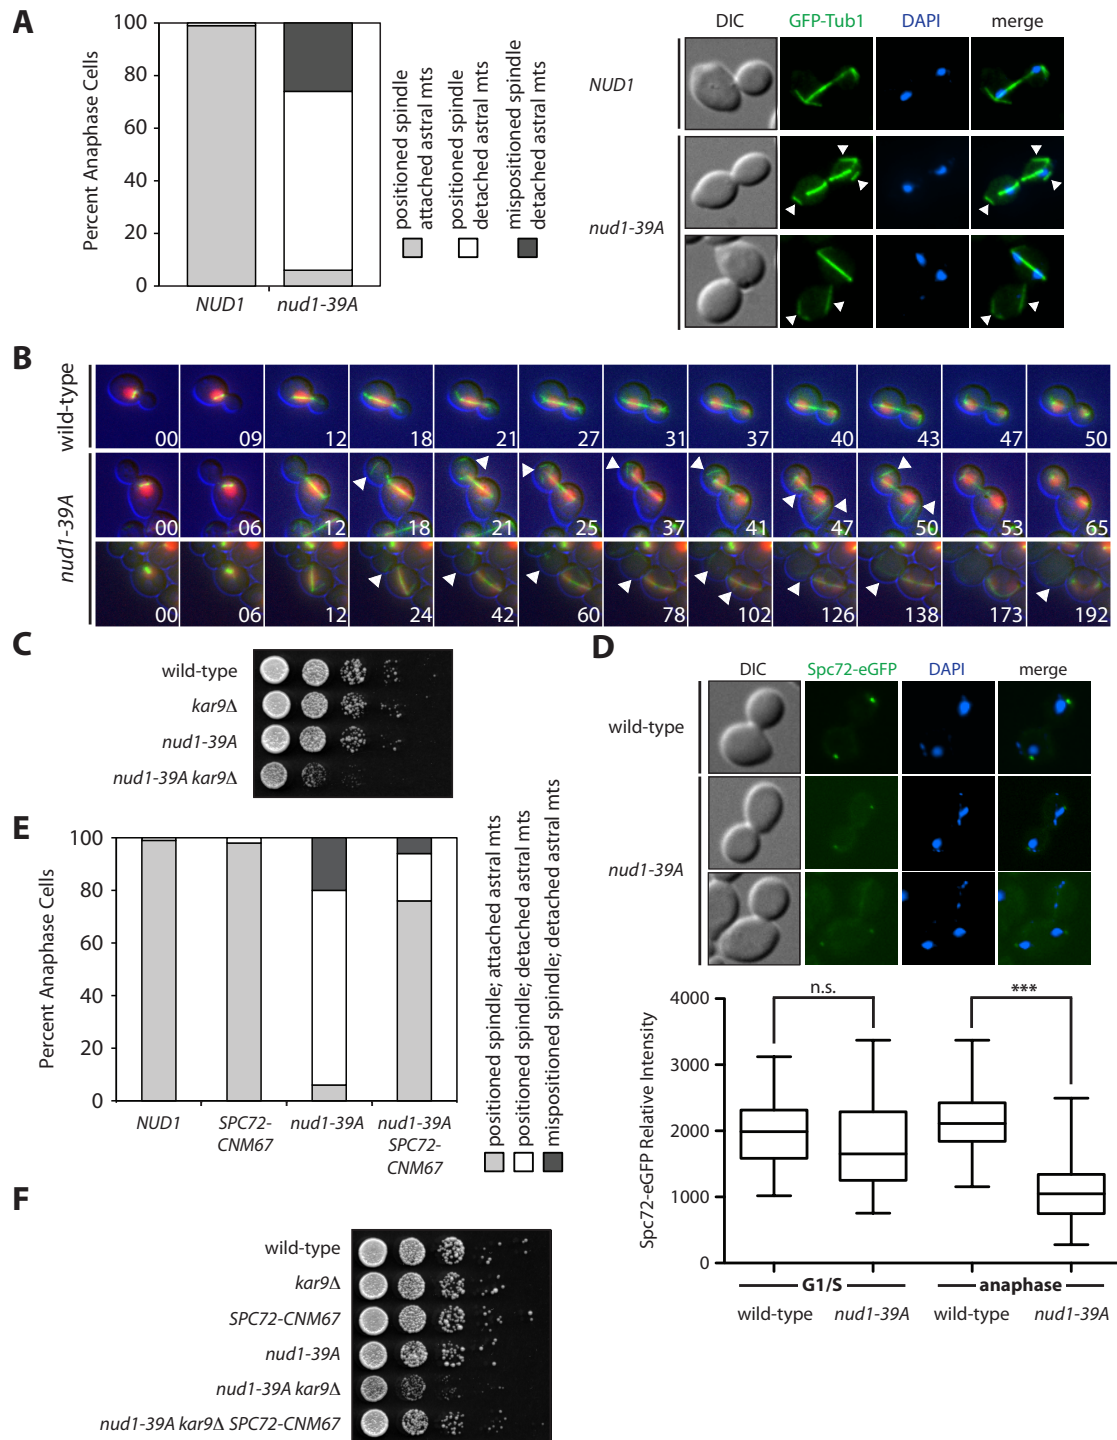 A
100
80
60
40
20
0
Percent Anaphase Cells
NUD1
nud1-39A
positioned spindle
attached astral mts
positioned spindle
detached astral mts
mispositioned spindle
detached astral mts
DIC
GFP-Tub1
DAPI
merge
NUD1
nud1-39A
B
wild-type
00 09 12 18 21 27 31 37 40 43 47 50
nud1-39A
00 06 12 18 21 25 37 41 47 50 53 65
00 06 12 24 42 60 78 102 126 138 173 192
C
wild-type
kar9Δ
nud1-39A
nud1-39A kar9Δ
D
DIC
Spc72-eGFP
DAPI
merge
wild-type
nud1-39A
n.s.
***
4000
3000
2000
1000
0
Spc72-eGFP Relative Intensity
G1/S
anaphase
wild-type
nud1-39A
wild-type
nud1-39A
E
100
80
60
40
20
0
Percent Anaphase Cells
NUD1
SPC72-
CNM67
nud1-39A
nud1-39A
SPC72-
CNM67
positioned spindle; attached astral mts
positioned spindle; detached astral mts
mispositioned spindle; detached astral mts
F
wild-type
kar9Δ
SPC72-CNM67
nud1-39A
nud1-39A kar9Δ
nud1-39A kar9Δ SPC72-CNM67